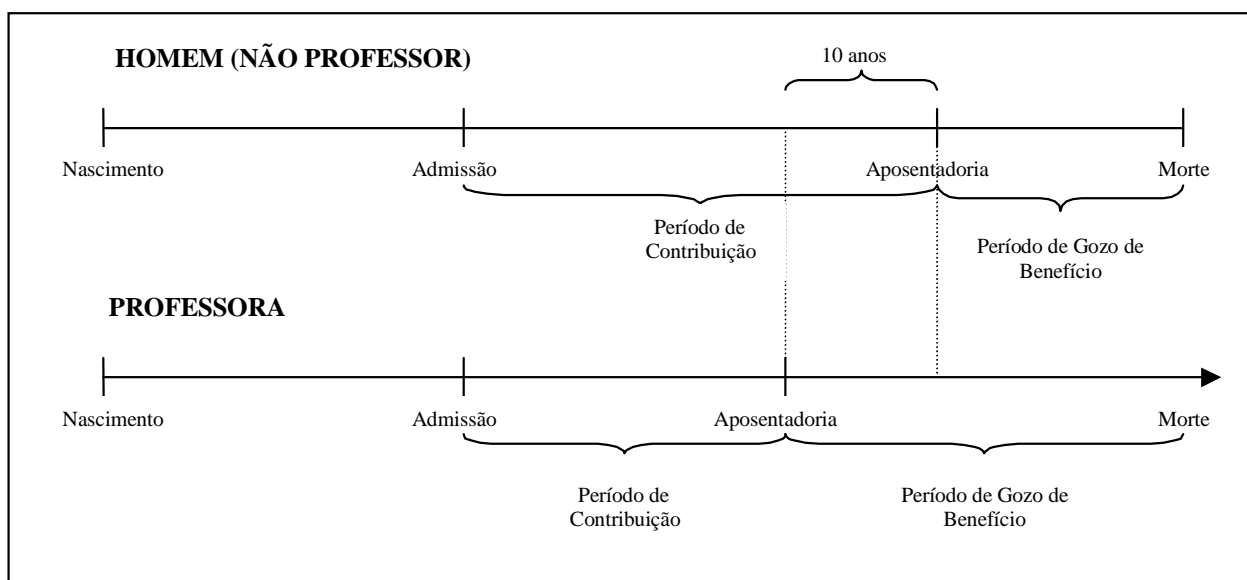 HOMEM (NÃO PROFESSOR)
10 anos
Nascimento
Admissão
Aposentadoria
Morte
Período de
Contribuição
Período de Gozo de
Benefício
PROFESSORA
Nascimento
Admissão
Aposentadoria
Morte
Período de
Contribuição
Período de Gozo de
Benefício